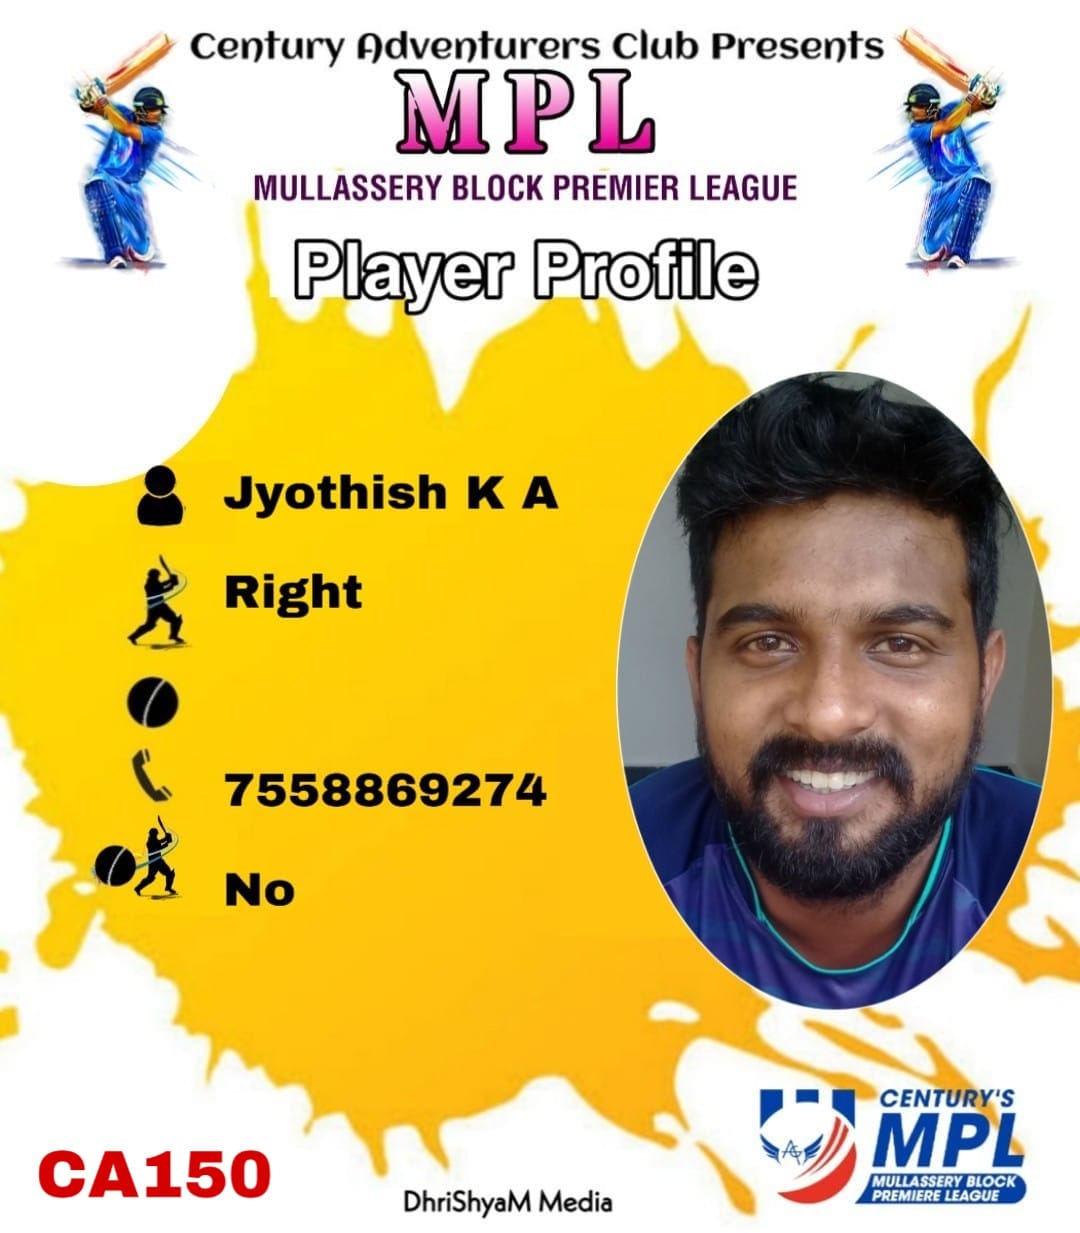 Century Adventurers Club Presents
MPL
MULLASSERY BLOCK PREMIER LEAGUE
Player Profile
Jyothish K A
Right
7558869274
No
CENTURY'S
MPL
MULLASSERY BLOCK
PREMIERE LEAGUE
CA150
DhriShyaM Media